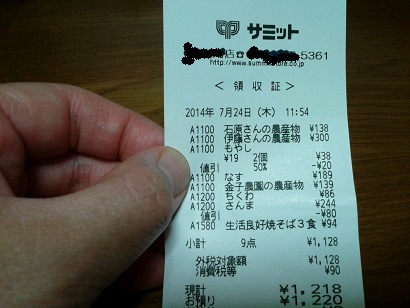 サミット
店☎ -5361
http://www.summitstore.co.jp
＜ 領 収 証 ＞
2014年 7月24日(木) 11:54
A1100 石原さんの農産物 ¥138
A1100 伊藤さんの農産物 ¥300
A1100 もやし
¥19 2個 ¥38
値引 50% -¥20
A1100 なす ¥189
A1100 金子農園の農産物 ¥139
A1200 ちくわ ¥86
A1200 さんま ¥244
値引 -¥80
A1580 生活良好焼そば3食 ¥94
小計 9点 ¥1,128
外税対象額 ¥1,128
消費税等 ¥90
現計 ¥1,218
お預り ¥1,220